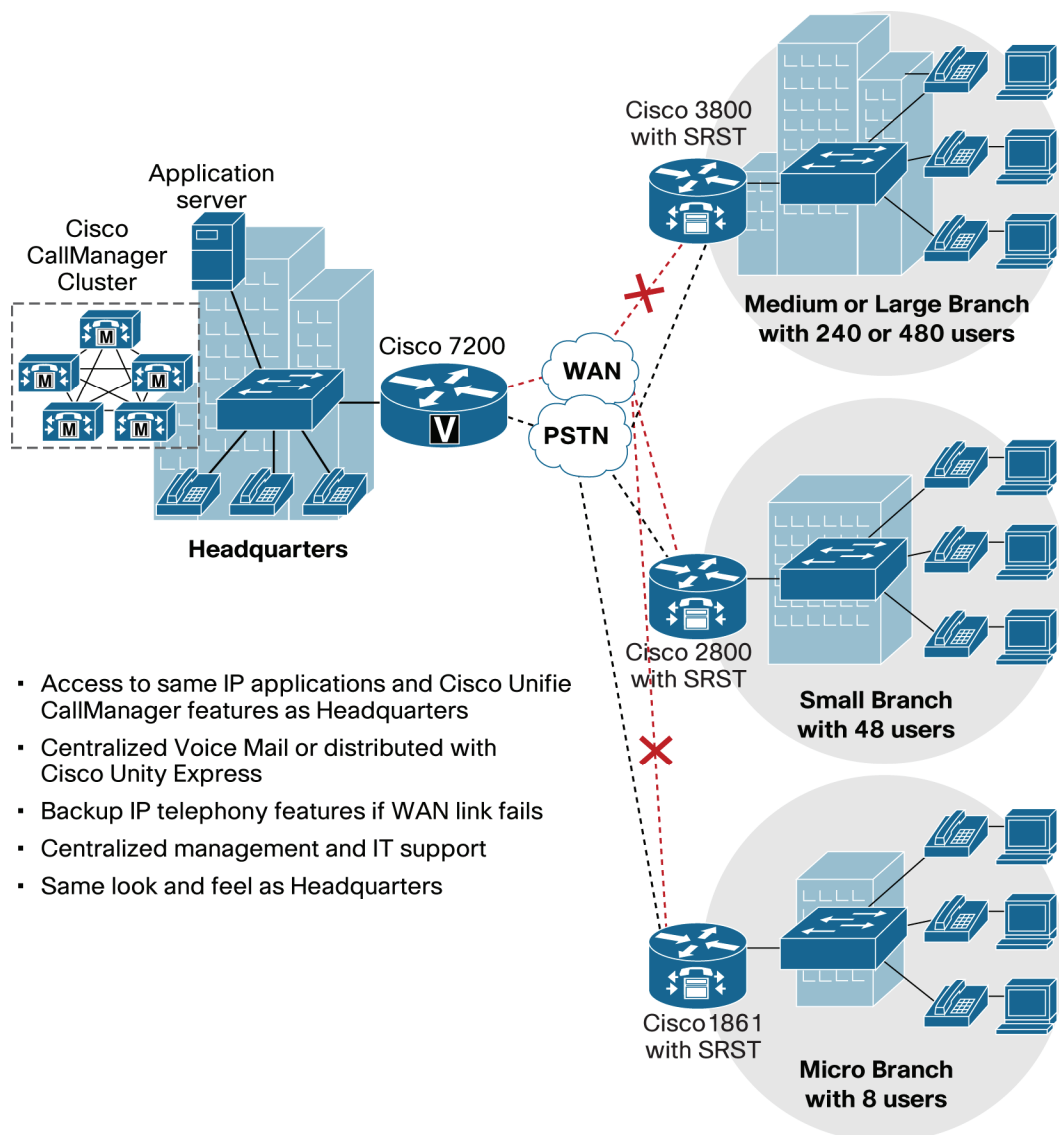 Application
server
Cisco
CallManager
Cluster
M
M
M
M
M
Headquarters
Cisco 7200
V
WAN
PSTN
Cisco 3800
with SRST
Medium or Large Branch
with 240 or 480 users
Cisco 2800
with SRST
Small Branch
with 48 users
Cisco 1861
with SRST
Micro Branch
with 8 users
▪ Access to same IP applications and Cisco Unifie
CallManager features as Headquarters
▪ Centralized Voice Mail or distributed with
Cisco Unity Express
▪ Backup IP telephony features if WAN link fails
▪ Centralized management and IT support
▪ Same look and feel as Headquarters